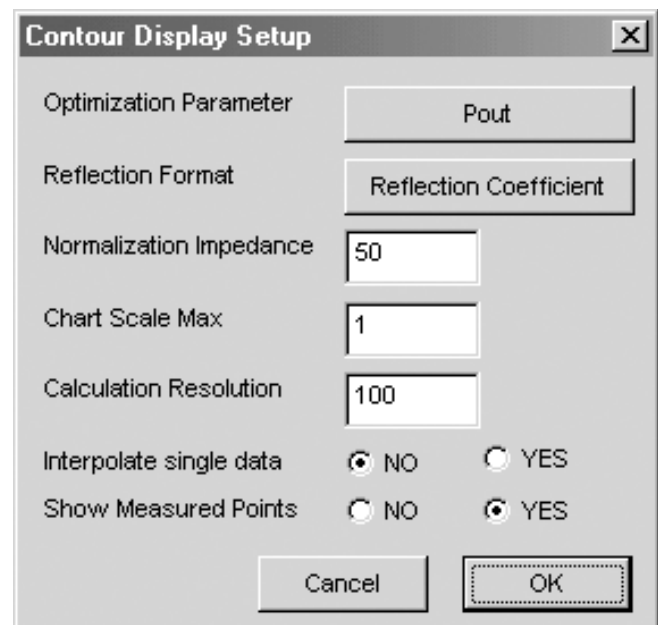 Contour Display Setup
Optimization Parameter Pout
Reflection Format Reflection Coefficient
Normalization Impedance 50
Chart Scale Max 1
Calculation Resolution 100
Interpolate single data NO YES
Show Measured Points NO YES
Cancel OK